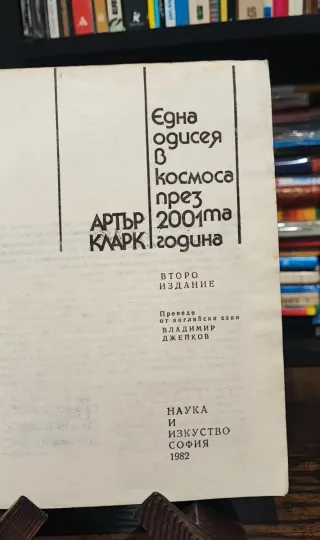 Една
одисея
в
космоса
през
2001та
година
АРТЪР
КЛАРК
ВТОРО
ИЗДАНИЕ
Преведе
от английски език
ВЛАДИМИР
ДЖЕЙКОВ
НАУКА
И
ИЗКУСТВО
СОФИЯ
1982